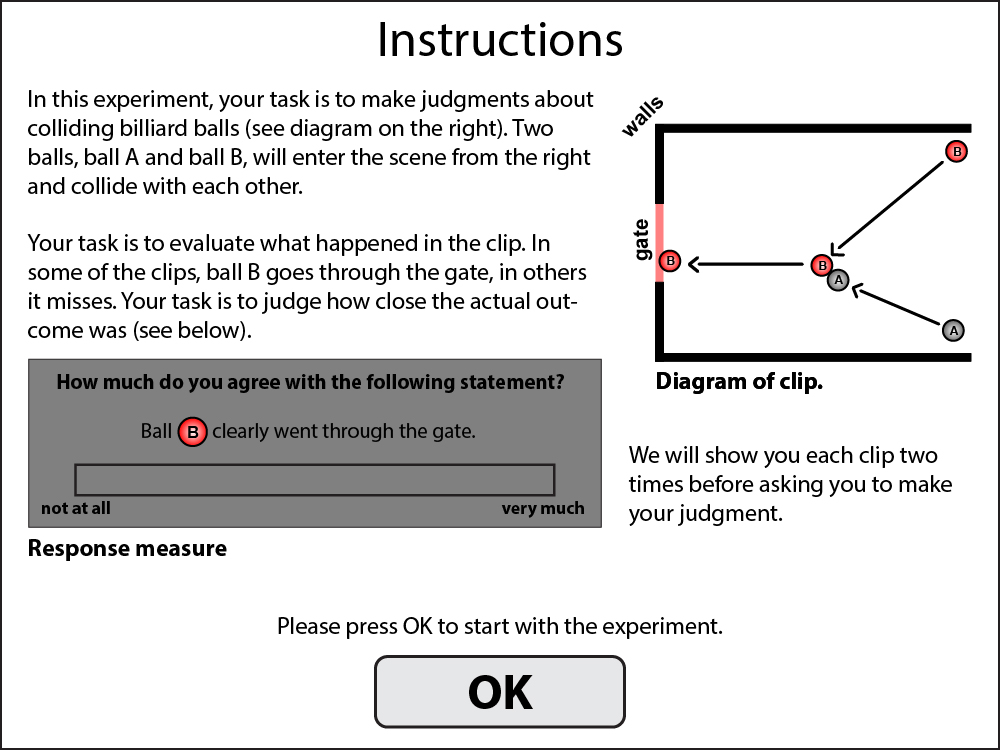 Instructions
In this experiment, your task is to make judgments about
colliding billiard balls (see diagram on the right). Two
balls, ball A and ball B, will enter the scene from the right
and collide with each other.
Your task is to evaluate what happened in the clip. In
some of the clips, ball B goes through the gate, in others
it misses. Your task is to judge how close the actual out-
come was (see below).
How much do you agree with the following statement?
Ball B clearly went through the gate.
not at all
very much
Response measure
walls
gate
B
B
B
A
A
Diagram of clip.
We will show you each clip two
times before asking you to make
your judgment.
Please press OK to start with the experiment.
OK